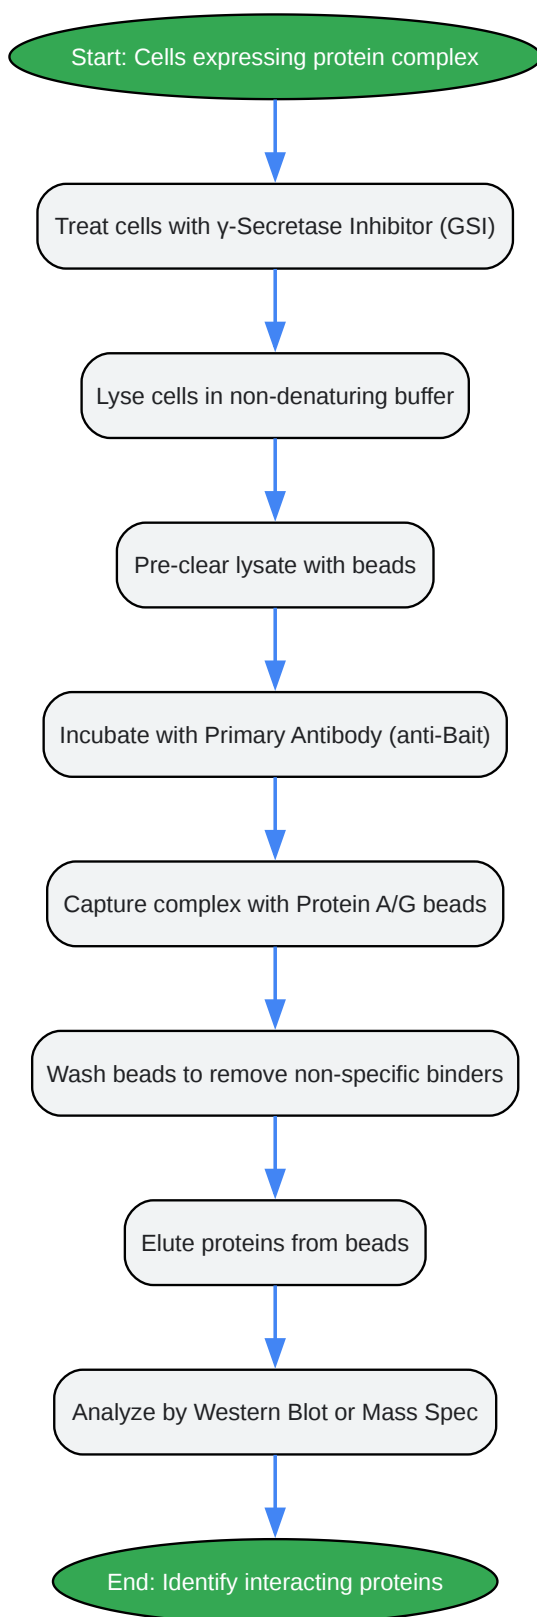 Start: Cells expressing protein complex
Treat cells with γ-Secretase Inhibitor (GSI)
Lyse cells in non-denaturing buffer
Pre-clear lysate with beads
Incubate with Primary Antibody (anti-Bait)
Capture complex with Protein A/G beads
Wash beads to remove non-specific binders
Elute proteins from beads
Analyze by Western Blot or Mass Spec
End: Identify interacting proteins